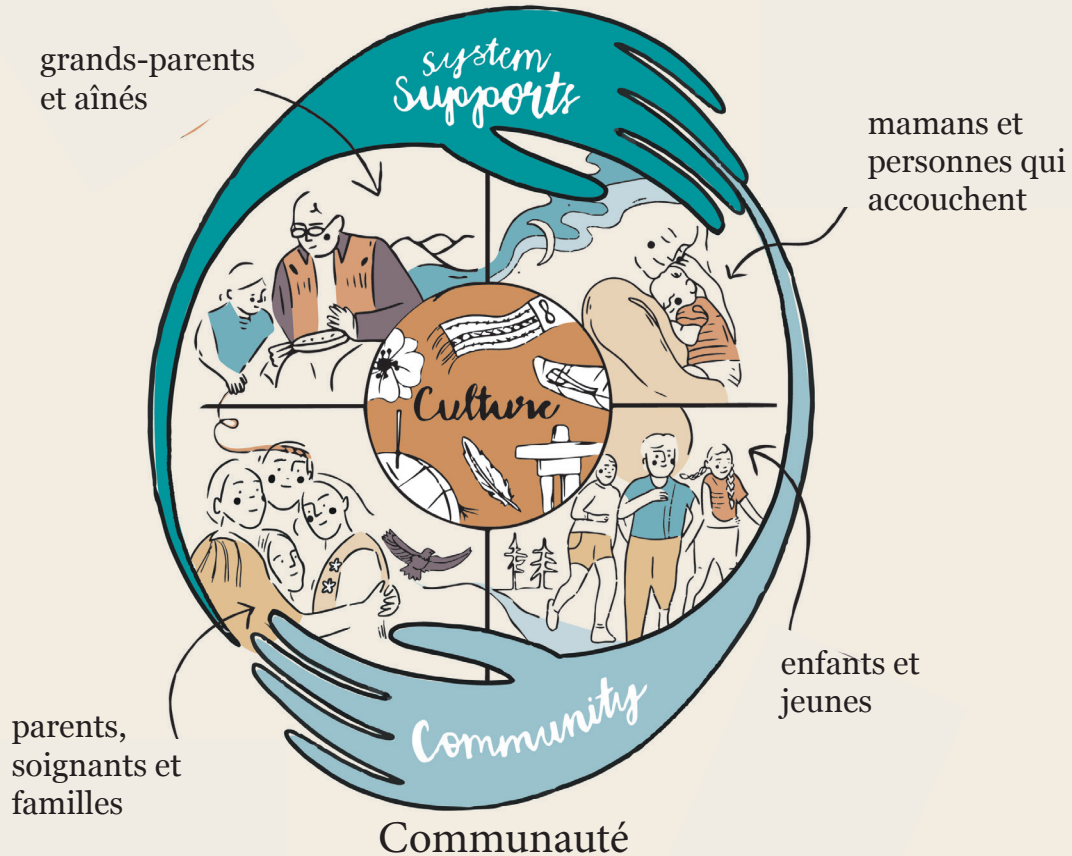 grands-parents
et aînés
system
Supports
mamans et
personnes qui
accouchent
Culture
enfants et
jeunes
parents,
soignants et
familles
Community
Communauté